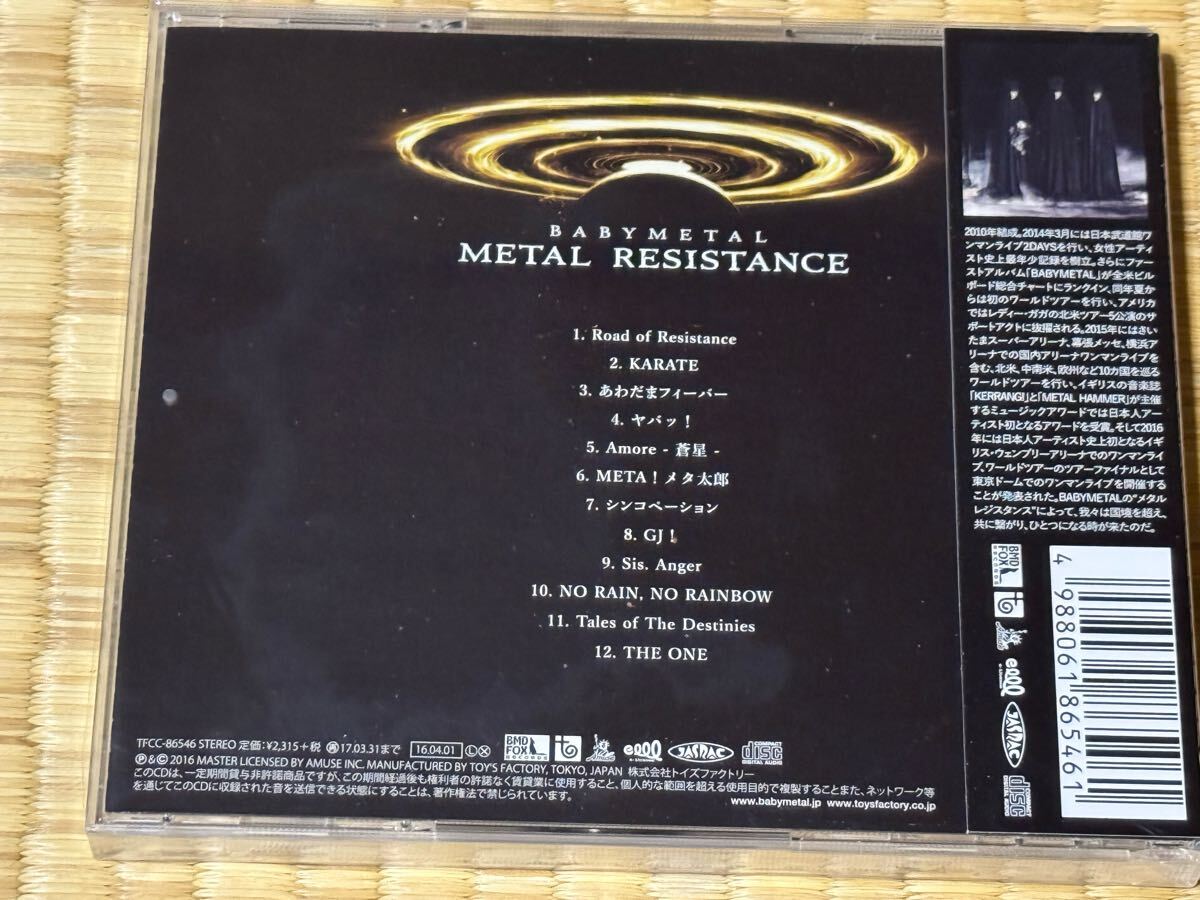 BABYMETAL
METAL RESISTANCE
1. Road of Resistance
2. KARATE
3. あわだまフィーバー
4. ヤバッ！
5. Amore - 蒼星 -
6. META！メタ太郎
7. シンコペーション
8. GJ！
9. Sis. Anger
10. NO RAIN, NO RAINBOW
11. Tales of The Destinies
12. THE ONE
TFCC-86546 STEREO 定価:¥2,315+税 再17.03.31まで 16.04.01 LX
BMD FOX RECORDS
JASRAC
COMPACT disc DIGITAL AUDIO
℗&© 2016 MASTER LICENSED BY AMUSE INC. MANUFACTURED BY TOY'S FACTORY, TOKYO, JAPAN 株式会社トイズファクトリー
このCDは、一定期間貸与非許諾商品ですが、この期間経過後も権利者の許諾なく賃貸業に使用すること、個人的な範囲を超える使用目的で複製することまた、ネットワーク等
を通じてこのCDに収録された音を送信できる状態にすることは、著作権法で禁じられています。
www.babymetal.jp www.toysfactory.co.jp
2010年結成。2014年3月には日本武道館ワ
ンマンライブ2DAYSを行い、女性アーティ
スト史上最年少記録を樹立。さらにファー
ストアルバム「BABYMETAL」が全米ビル
ボード総合チャートにランクイン、同年夏か
らは初のワールドツアーを行い、アメリカ
ではレディー・ガガの北米ツアー5公演のサ
ポートアクトに抜擢される。2015年にはさい
たまスーパーアリーナ、幕張メッセ、横浜ア
リーナでの国内アリーナワンマンライブを
含む、北米、中南米、欧州など10カ国を巡る
ワールドツアーを行い、イギリスの音楽誌
「KERRANG!」と「METAL HAMMER」が主催
するミュージックアワードでは日本人アー
ティスト初となるアワードを受賞。そして2016
年には日本人アーティスト史上初となるイギ
リス・ウェンブリーアリーナでのワンマンライ
ブ、ワールドツアーのツアーファイナルとして
東京ドームでのワンマンライブを開催する
ことが発表された。BABYMETALの“メタル
レジスタンス”によって、我々は国境を超え、
共に繋がり、ひとつになる時が来たのだ。
BMD FOX RECORDS
JASRAC
COMPACT disc DIGITAL AUDIO
4 988061 865461